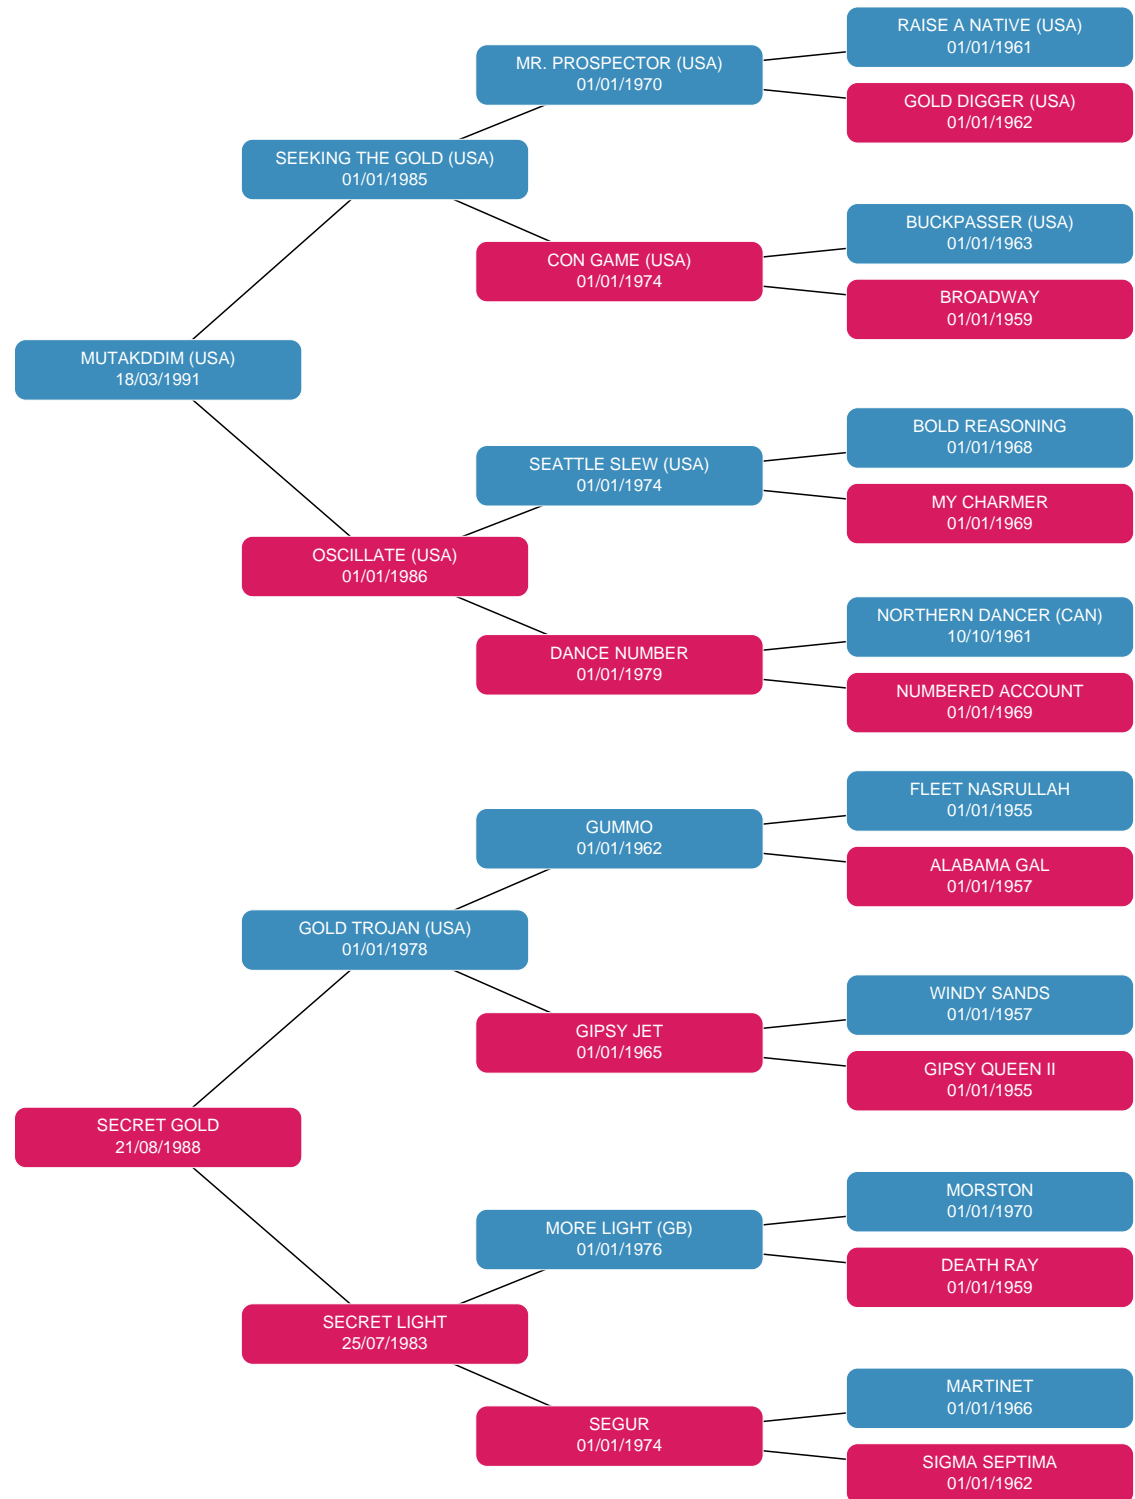 RAISE A NATIVE (USA)
01/01/1961
MR. PROSPECTOR (USA)
01/01/1970
GOLD DIGGER (USA)
01/01/1962
SEEKING THE GOLD (USA)
01/01/1985
BUCKPASSER (USA)
01/01/1963
CON GAME (USA)
01/01/1974
BROADWAY
01/01/1959
MUTAKDDIM (USA)
18/03/1991
BOLD REASONING
01/01/1968
SEATTLE SLEW (USA)
01/01/1974
MY CHARMER
01/01/1969
OSCILLATE (USA)
01/01/1986
NORTHERN DANCER (CAN)
10/10/1961
DANCE NUMBER
01/01/1979
NUMBERED ACCOUNT
01/01/1969
FLEET NASRULLAH
01/01/1955
GUMMO
01/01/1962
ALABAMA GAL
01/01/1957
GOLD TROJAN (USA)
01/01/1978
WINDY SANDS
01/01/1957
GIPSY JET
01/01/1965
GIPSY QUEEN II
01/01/1955
SECRET GOLD
21/08/1988
MORSTON
01/01/1970
MORE LIGHT (GB)
01/01/1976
DEATH RAY
01/01/1959
SECRET LIGHT
25/07/1983
MARTINET
01/01/1966
SEGUR
01/01/1974
SIGMA SEPTIMA
01/01/1962